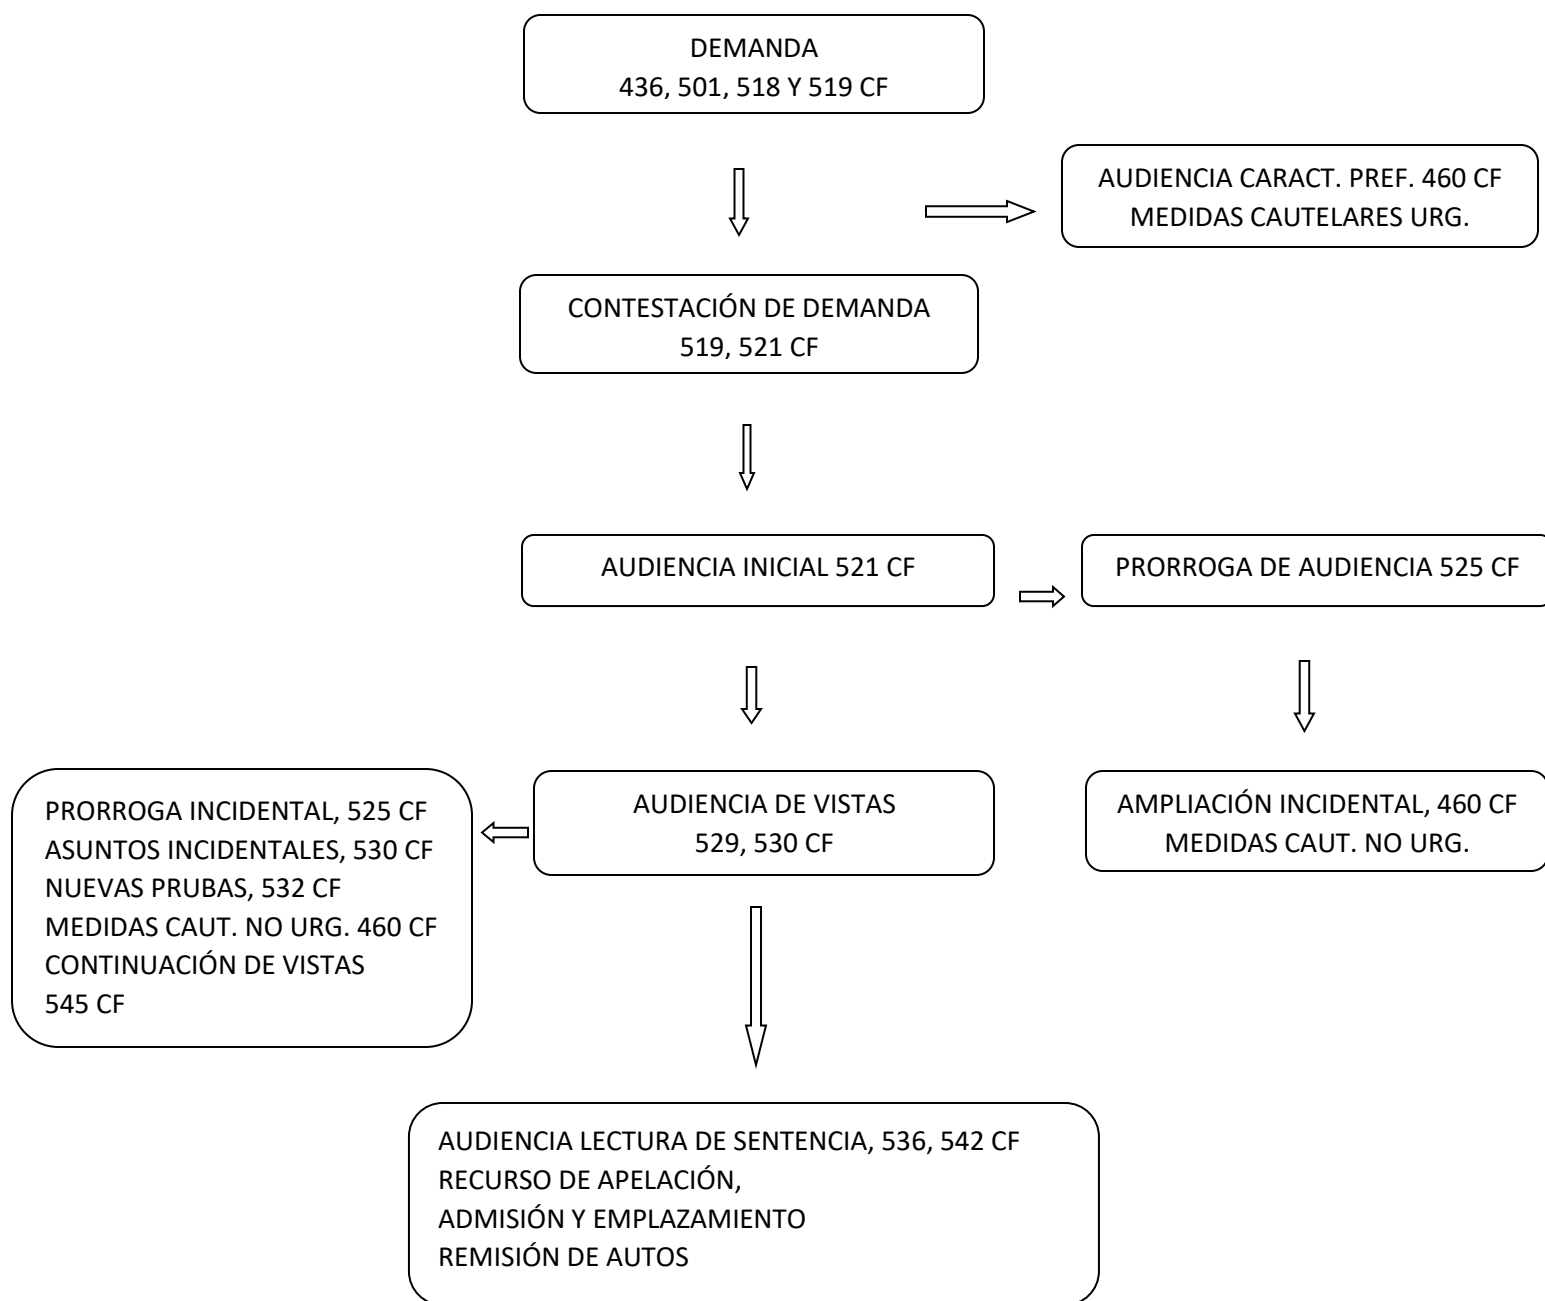 DEMANDA
436, 501, 518 Y 519 CF
AUDIENCIA CARACT. PREF. 460 CF
MEDIDAS CAUTELARES URG.
CONTESTACIÓN DE DEMANDA
519, 521 CF
AUDIENCIA INICIAL 521 CF
PRORROGA DE AUDIENCIA 525 CF
PRORROGA INCIDENTAL, 525 CF
ASUNTOS INCIDENTALES, 530 CF
NUEVAS PRUBAS, 532 CF
MEDIDAS CAUT. NO URG. 460 CF
CONTINUACIÓN DE VISTAS
545 CF
AUDIENCIA DE VISTAS
529, 530 CF
AMPLIACIÓN INCIDENTAL, 460 CF
MEDIDAS CAUT. NO URG.
AUDIENCIA LECTURA DE SENTENCIA, 536, 542 CF
RECURSO DE APELACIÓN,
ADMISIÓN Y EMPLAZAMIENTO
REMISIÓN DE AUTOS